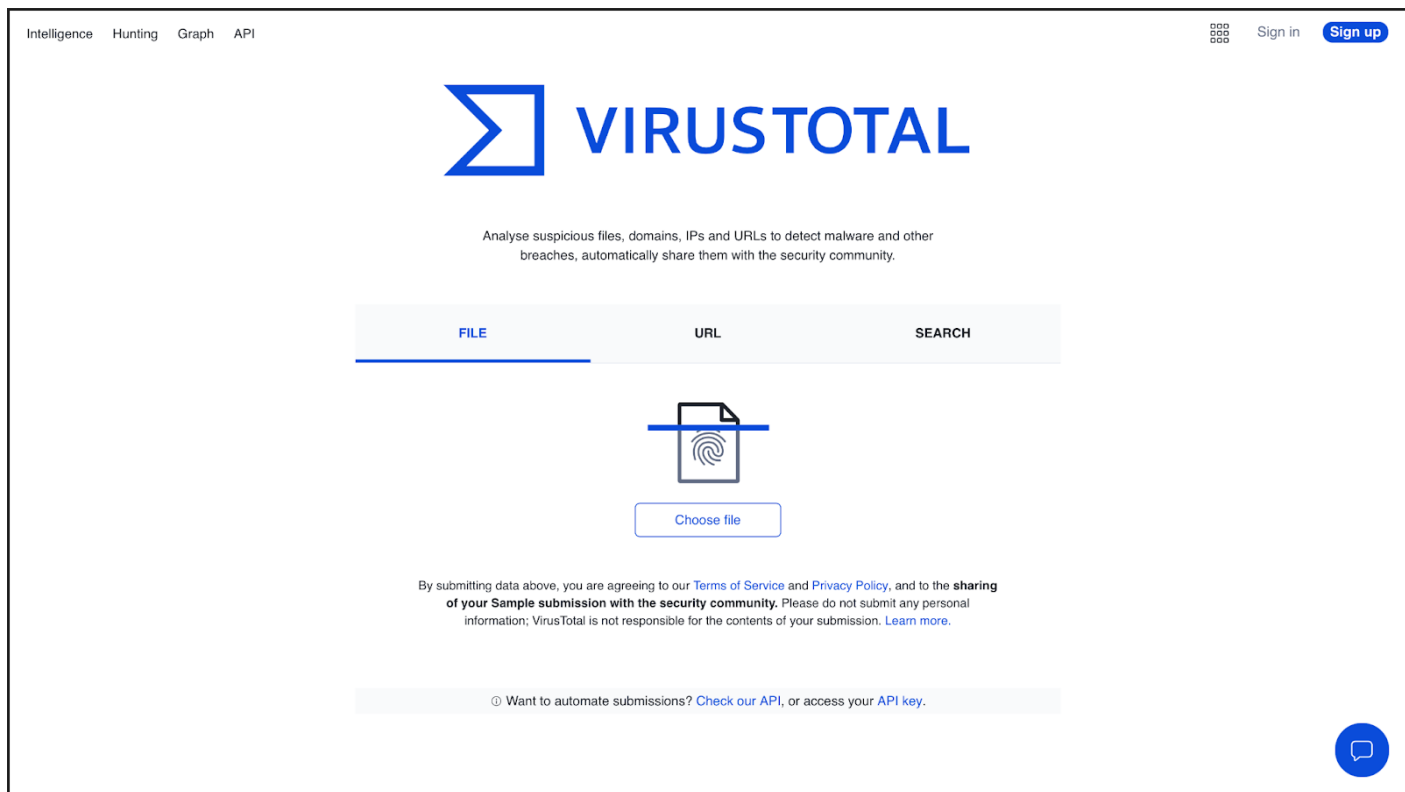 Intelligence Hunting Graph API
Sign in
Sign up
VIRUSTOTAL
Analyse suspicious files, domains, IPs and URLs to detect malware and other
breaches, automatically share them with the security community.
FILE URL SEARCH
Choose file
By submitting data above, you are agreeing to our Terms of Service and Privacy Policy, and to the sharing
of your Sample submission with the security community. Please do not submit any personal
information; VirusTotal is not responsible for the contents of your submission. Learn more.
Want to automate submissions? Check our API, or access your API key.